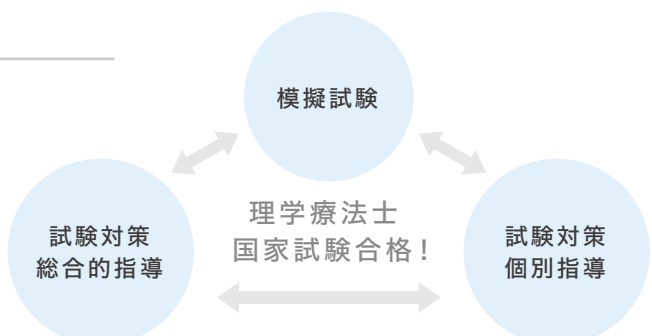 模擬試験
理学療法士
国家試験合格！
試験対策
総合的指導
試験対策
個別指導